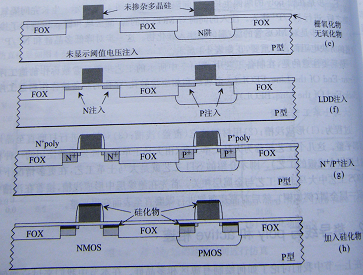 未掺杂多晶硅
栅氧化物
无氧化物
FOX FOX N阱 FOX
P型 (e)
未显示阈值电压注入
FOX FOX FOX
N注入 P注入
LDD注入
P型 (f)
N⁺poly P⁺poly
FOX N⁺ N⁺ FOX P⁺ P⁺ FOX
N⁺/P⁺注入
P型 (g)
硅化物
FOX FOX FOX
加入硅化物
NMOS PMOS P型 (h)